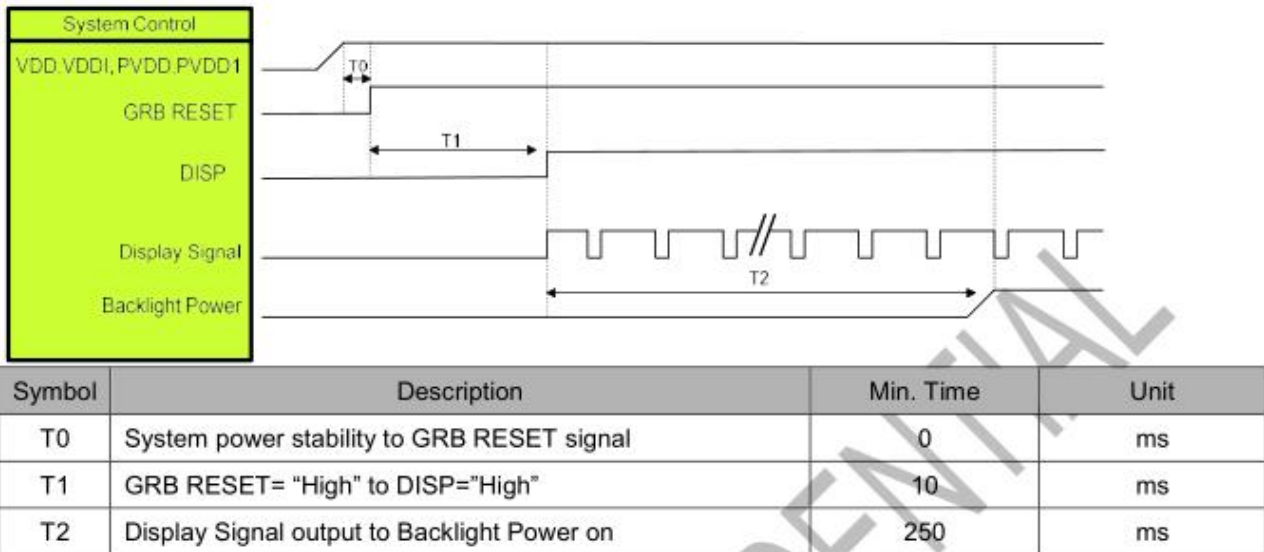 System Control
VDD.VDDI, PVDD.PVDD1
T0
GRB RESET
T1
DISP
Display Signal
T2
Backlight Power
Symbol Description Min. Time Unit
T0 System power stability to GRB RESET signal 0 ms
T1 GRB RESET= “High” to DISP=”High” 10 ms
T2 Display Signal output to Backlight Power on 250 ms